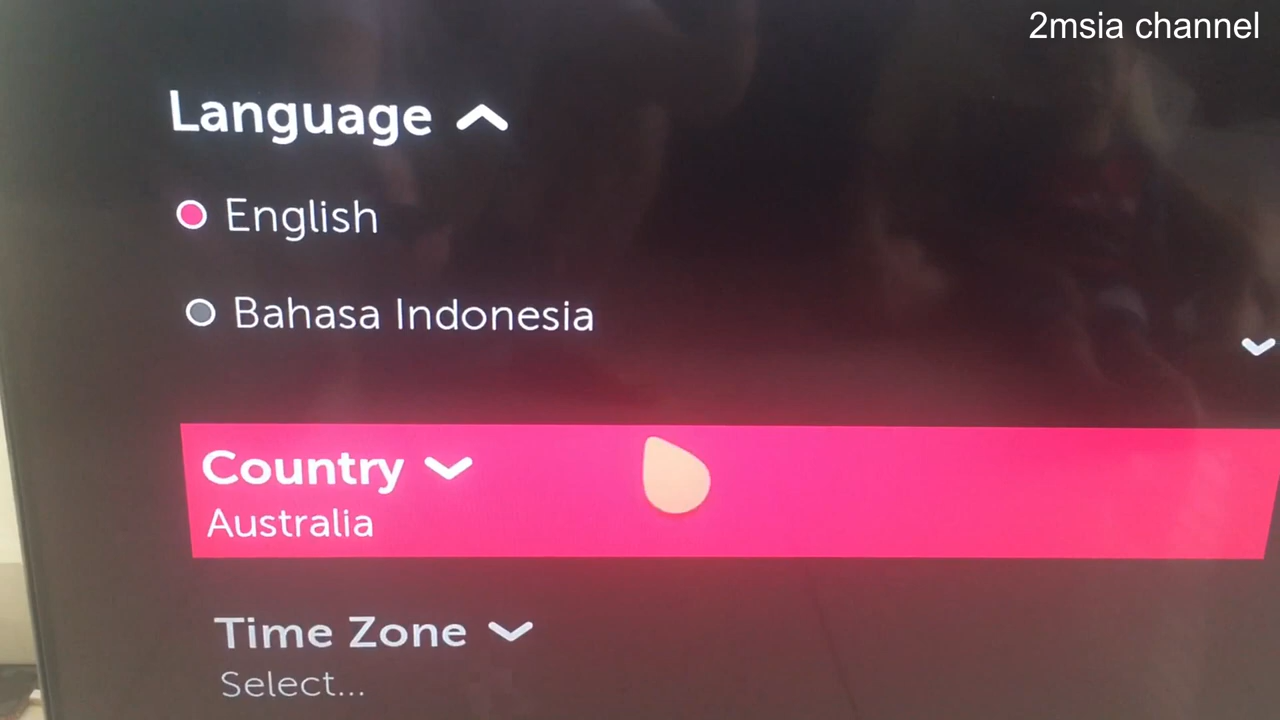 2msia channel
Language
English
Bahasa Indonesia
Country
Australia
Time Zone
Select...